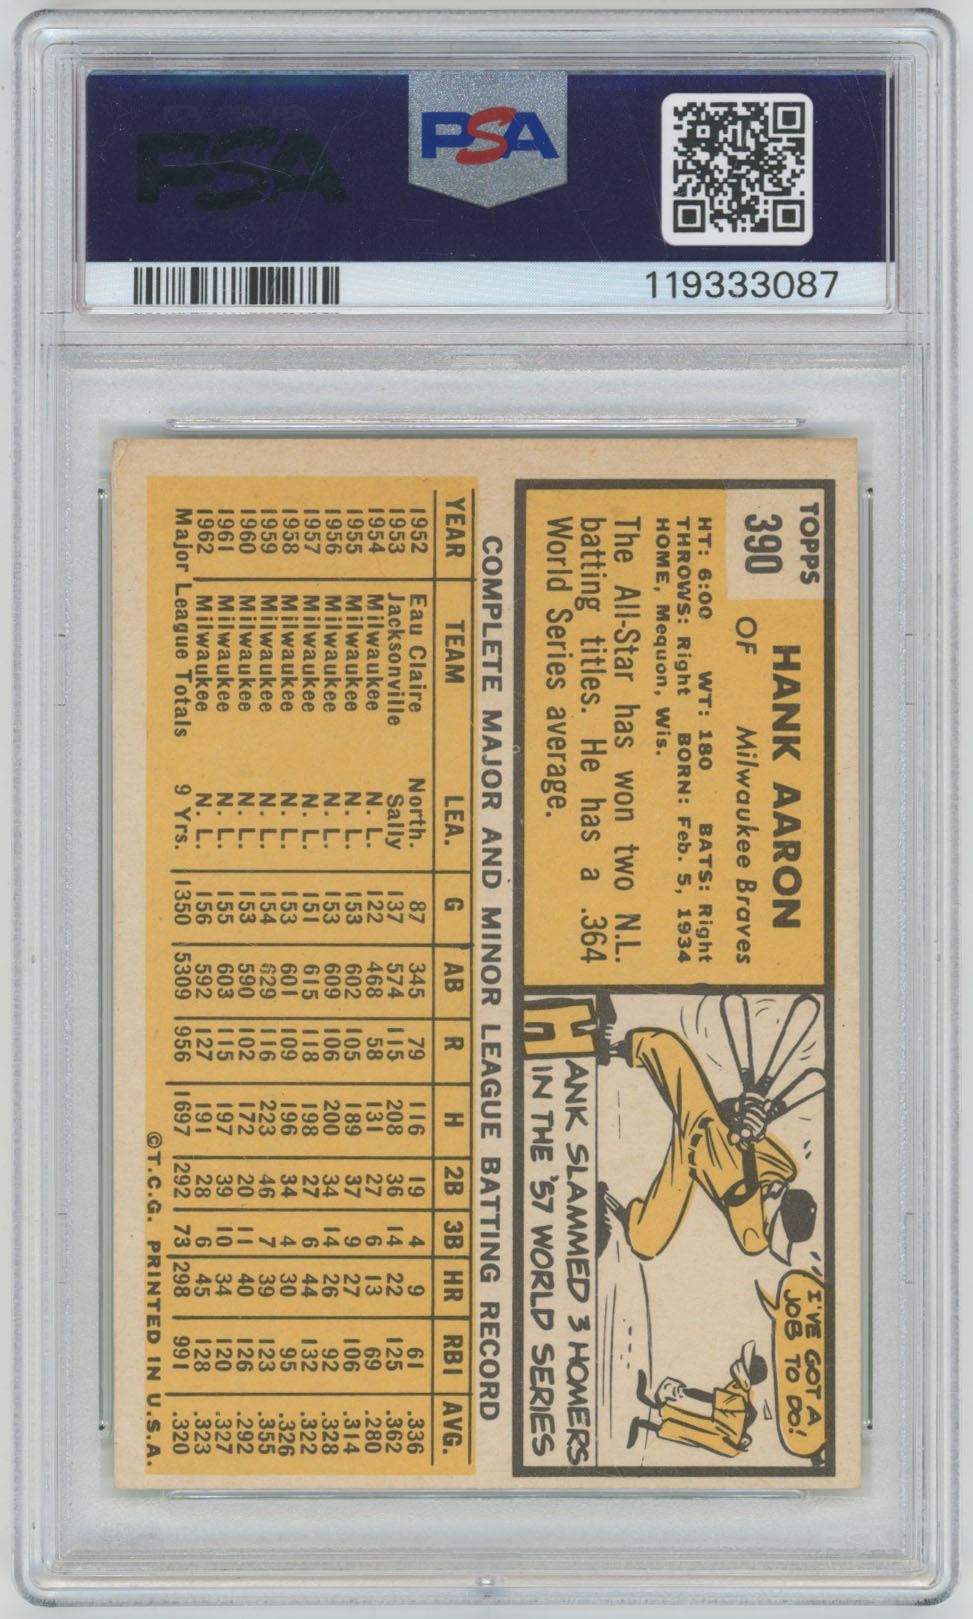 PSA
PSA
119333087
TOPPS
390
HANK AARON
OF Milwaukee Braves
HT: 6:00 WT: 180 BATS: Right
THROWS: Right BORN: Feb. 5, 1934
HOME, Mequon, Wis.
The All-Star has won two N.L.
batting titles. He has a .364
World Series average.
"I'VE GOT A
JOB TO DO!
HANK SLAMMED 3 HOMERS
IN THE '57 WORLD SERIES
COMPLETE MAJOR AND MINOR LEAGUE BATTING RECORD
YEAR TEAM LEA. G AB R H 2B 3B HR RBI AVG.
1952 Eau Claire North. 87 345 79 116 19 4 9 61 .336
1953 Jacksonville Sally 137 574 115 208 36 14 22 125 .362
1954 Milwaukee N. L. 122 468 58 131 27 6 13 69 .280
1955 Milwaukee N. L. 153 602 105 189 37 9 27 106 .314
1956 Milwaukee N. L. 153 609 106 200 34 14 26 92 .328
1957 Milwaukee N. L. 151 615 118 198 27 6 44 132 .322
1958 Milwaukee N. L. 153 601 109 196 34 4 30 95 .326
1959 Milwaukee N. L. 154 629 116 223 46 7 39 123 .355
1960 Milwaukee N. L. 153 590 102 172 20 11 40 126 .292
1961 Milwaukee N. L. 155 603 115 197 39 10 34 120 .327
1962 Milwaukee N. L. 156 592 127 191 28 6 45 128 .323
Major League Totals 9 Yrs. 1350 5309 956 1697 292 73 298 991 .320
©T.C.G. PRINTED IN U.S.A.